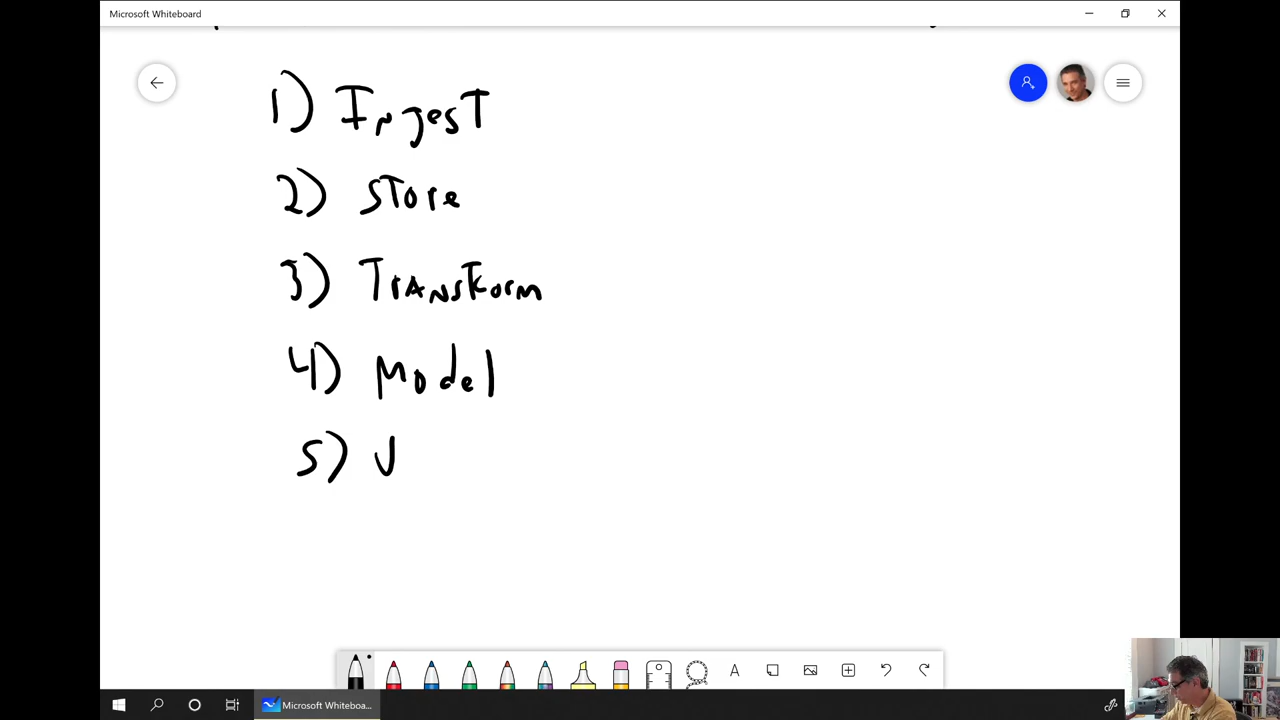 Microsoft Whiteboard
1) Ingest
2) Store
3) Transform
4) Model
5) V
A
Microsoft Whiteboa...